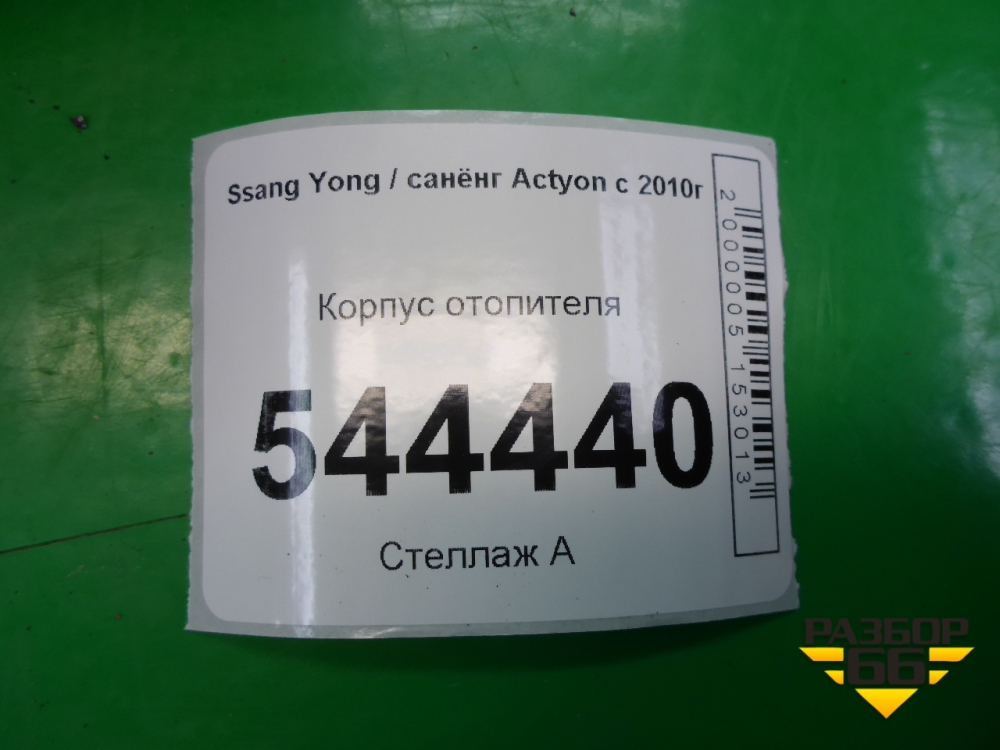 Ssang Yong / санёнг Actyon с 2010г
Корпус отопителя
544440
Стеллаж А
2000005153013
РАЗБОР
66